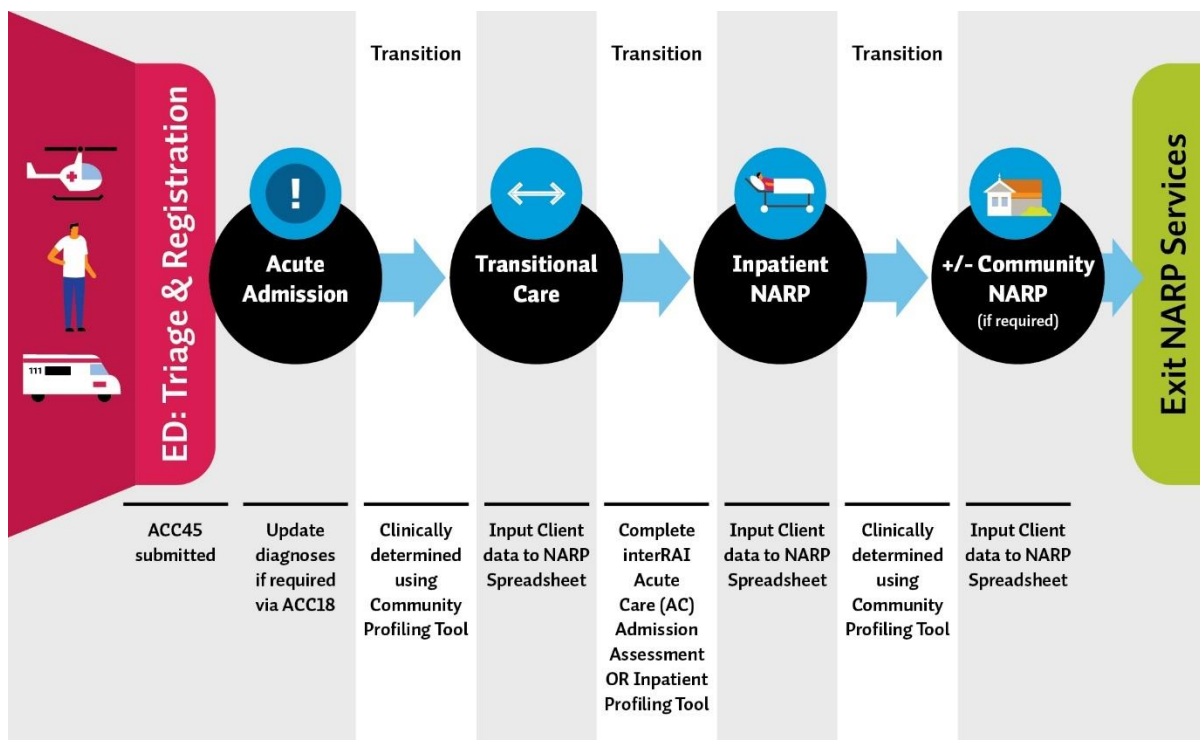 Transition
Transition
Transition
ED: Triage & Registration
111
!
Acute
Admission
Transitional
Care
Inpatient
NARP
+/- Community
NARP
(if required)
Exit NARP Services
ACC45
submitted
Update
diagnoses
if required
via ACC18
Clinically
determined
using
Community
Profiling Tool
Input Client
data to NARP
Spreadsheet
Complete
interRAI
Acute
Care (AC)
Admission
Assessment
OR Inpatient
Profiling Tool
Input Client
data to NARP
Spreadsheet
Clinically
determined
using
Community
Profiling Tool
Input Client
data to NARP
Spreadsheet